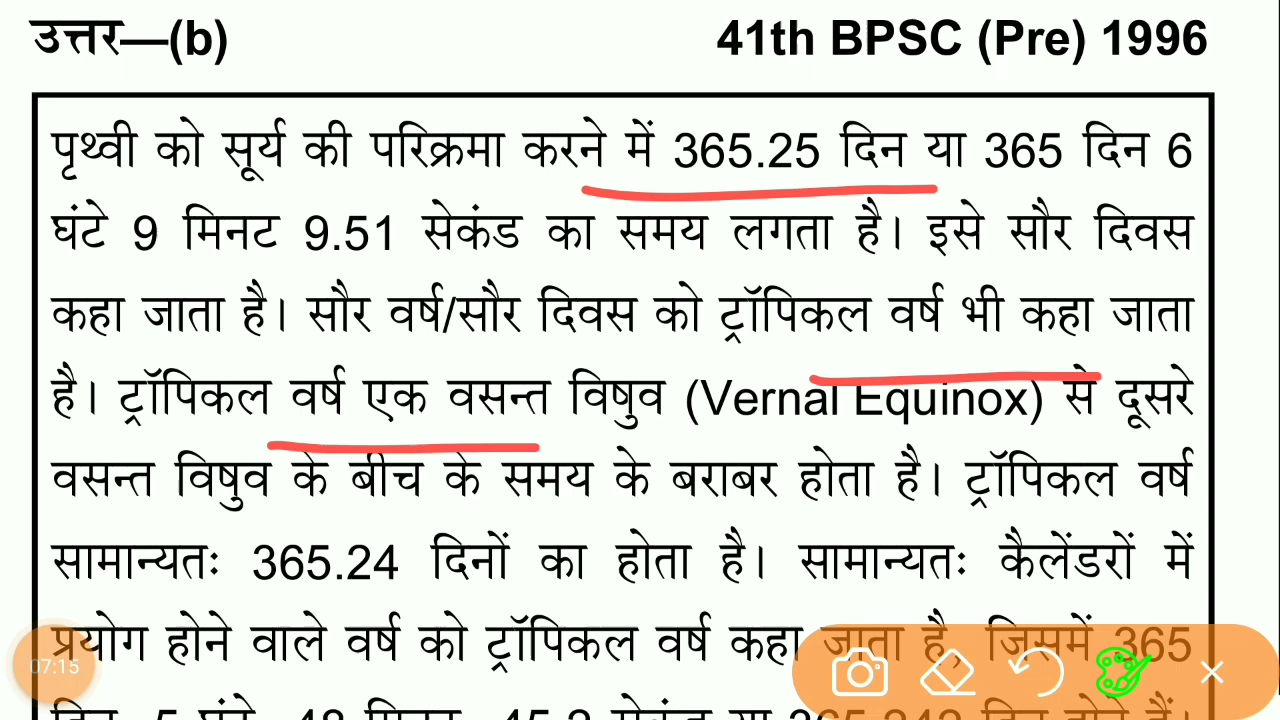 उत्तर—(b) 41th BPSC (Pre) 1996
पृथ्वी को सूर्य की परिक्रमा करने में 365.25 दिन या 365 दिन 6
घंटे 9 मिनट 9.51 सेकंड का समय लगता है। इसे सौर दिवस
कहा जाता है। सौर वर्ष/सौर दिवस को ट्रॉपिकल वर्ष भी कहा जाता
है। ट्रॉपिकल वर्ष एक वसन्त विषुव (Vernal Equinox) से दूसरे
वसन्त विषुव के बीच के समय के बराबर होता है। ट्रॉपिकल वर्ष
सामान्यतः 365.24 दिनों का होता है। सामान्यतः कैलेंडरों में
प्रयोग होने वाले वर्ष को ट्रॉपिकल वर्ष कहा जाता है, जिसमें 365
07:15